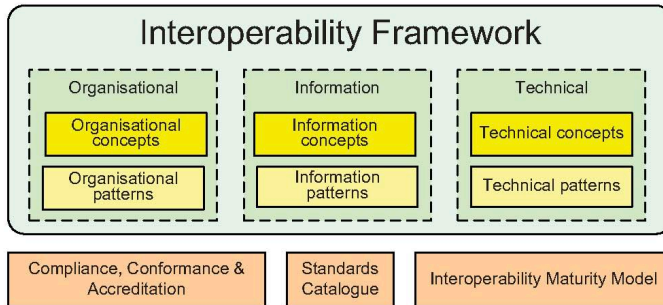 Interoperability Framework
Organisational
Organisational
concepts
Organisational
patterns
Information
Information
concepts
Information
patterns
Technical
Technical concepts
Technical patterns
Compliance, Conformance &
Accreditation
Standards
Catalogue
Interoperability Maturity Model